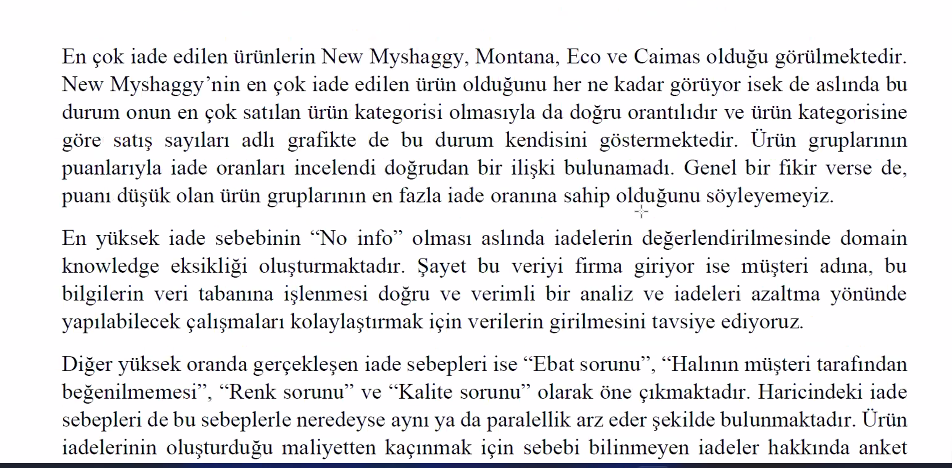 En çok iade edilen ürünlerin New Myshaggy, Montana, Eco ve Caimas olduğu görülmektedir.
New Myshaggy’nin en çok iade edilen ürün olduğunu her ne kadar görüyor isek de aslında bu
durum onun en çok satılan ürün kategorisi olmasıyla da doğru orantılıdır ve ürün kategorisine
göre satış sayıları adlı grafikte de bu durum kendisini göstermektedir. Ürün gruplarının
puanlarıyla iade oranları incelendi doğrudan bir ilişki bulunamadı. Genel bir fikir verse de,
puanı düşük olan ürün gruplarının en fazla iade oranına sahip olduğunu söyleyemeyiz.
En yüksek iade sebebinin “No info” olması aslında iadelerin değerlendirilmesinde domain
knowledge eksikliği oluşturmaktadır. Şayet bu veriyi firma giriyor ise müşteri adına, bu
bilgilerin veri tabanına işlenmesi doğru ve verimli bir analiz ve iadeleri azaltma yönünde
yapılabilecek çalışmaları kolaylaştırmak için verilerin girilmesini tavsiye ediyoruz.
Diğer yüksek oranda gerçekleşen iade sebepleri ise “Ebat sorunu”, “Halının müşteri tarafından
beğenilmemesi”, “Renk sorunu” ve “Kalite sorunu” olarak öne çıkmaktadır. Haricindeki iade
sebepleri de bu sebeplerle neredeyse aynı ya da paralellik arz eder şekilde bulunmaktadır. Ürün
iadelerinin oluşturduğu maliyetten kaçınmak için sebebi bilinmeyen iadeler hakkında anket